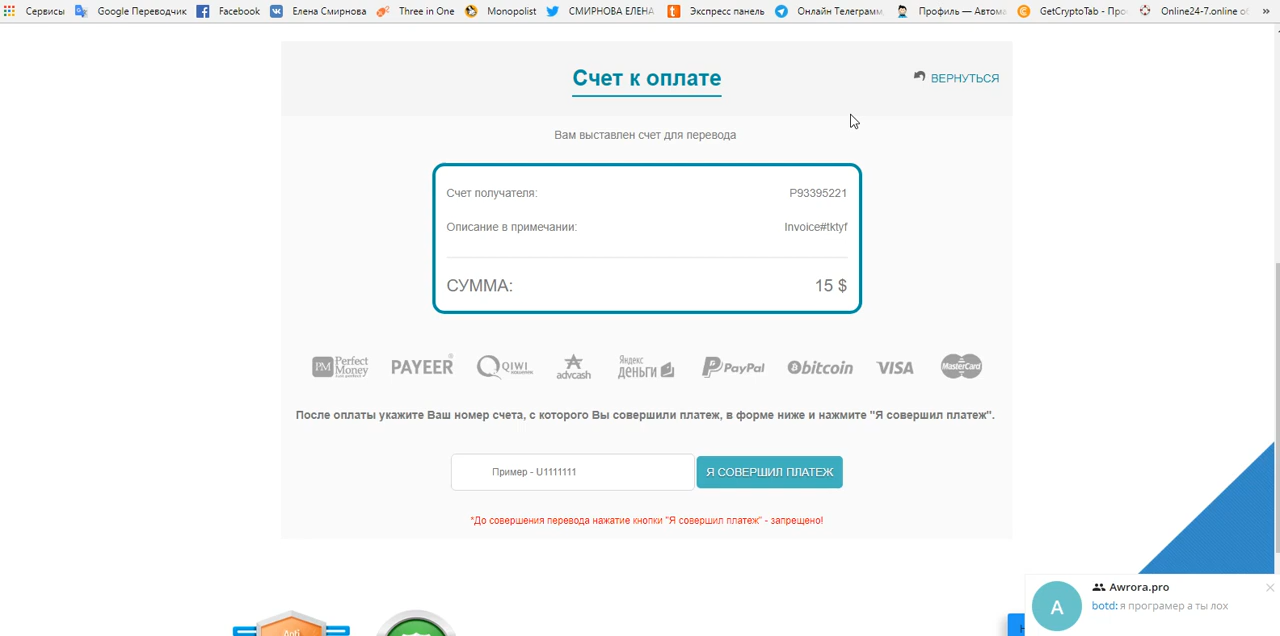 Сервисы Google Переводчик Facebook Елена Смирнова Three in One Monopolist СМИРНОВА ЕЛЕНА Экспресс панель Онлайн Телеграмм, Профиль — Автома GetCryptoTab - Про Online24-7.online о »
Счет к оплате
ВЕРНУТЬСЯ
Вам выставлен счет для перевода
Счет получателя: P93395221
Описание в примечании: Invoice#tktyf
СУММА: 15 $
PM Perfect Money PAYEER QIWI advcash Яндекс Деньги PayPal bitcoin VISA MasterCard
После оплаты укажите Ваш номер счета, с которого Вы совершили платеж, в форме ниже и нажмите "Я совершил платеж".
Пример - U1111111 Я СОВЕРШИЛ ПЛАТЕЖ
*До совершения перевода нажатие кнопки "Я совершил платеж" - запрещено!
Awrora.pro
A
botd: я програмер а ты лох
Anti